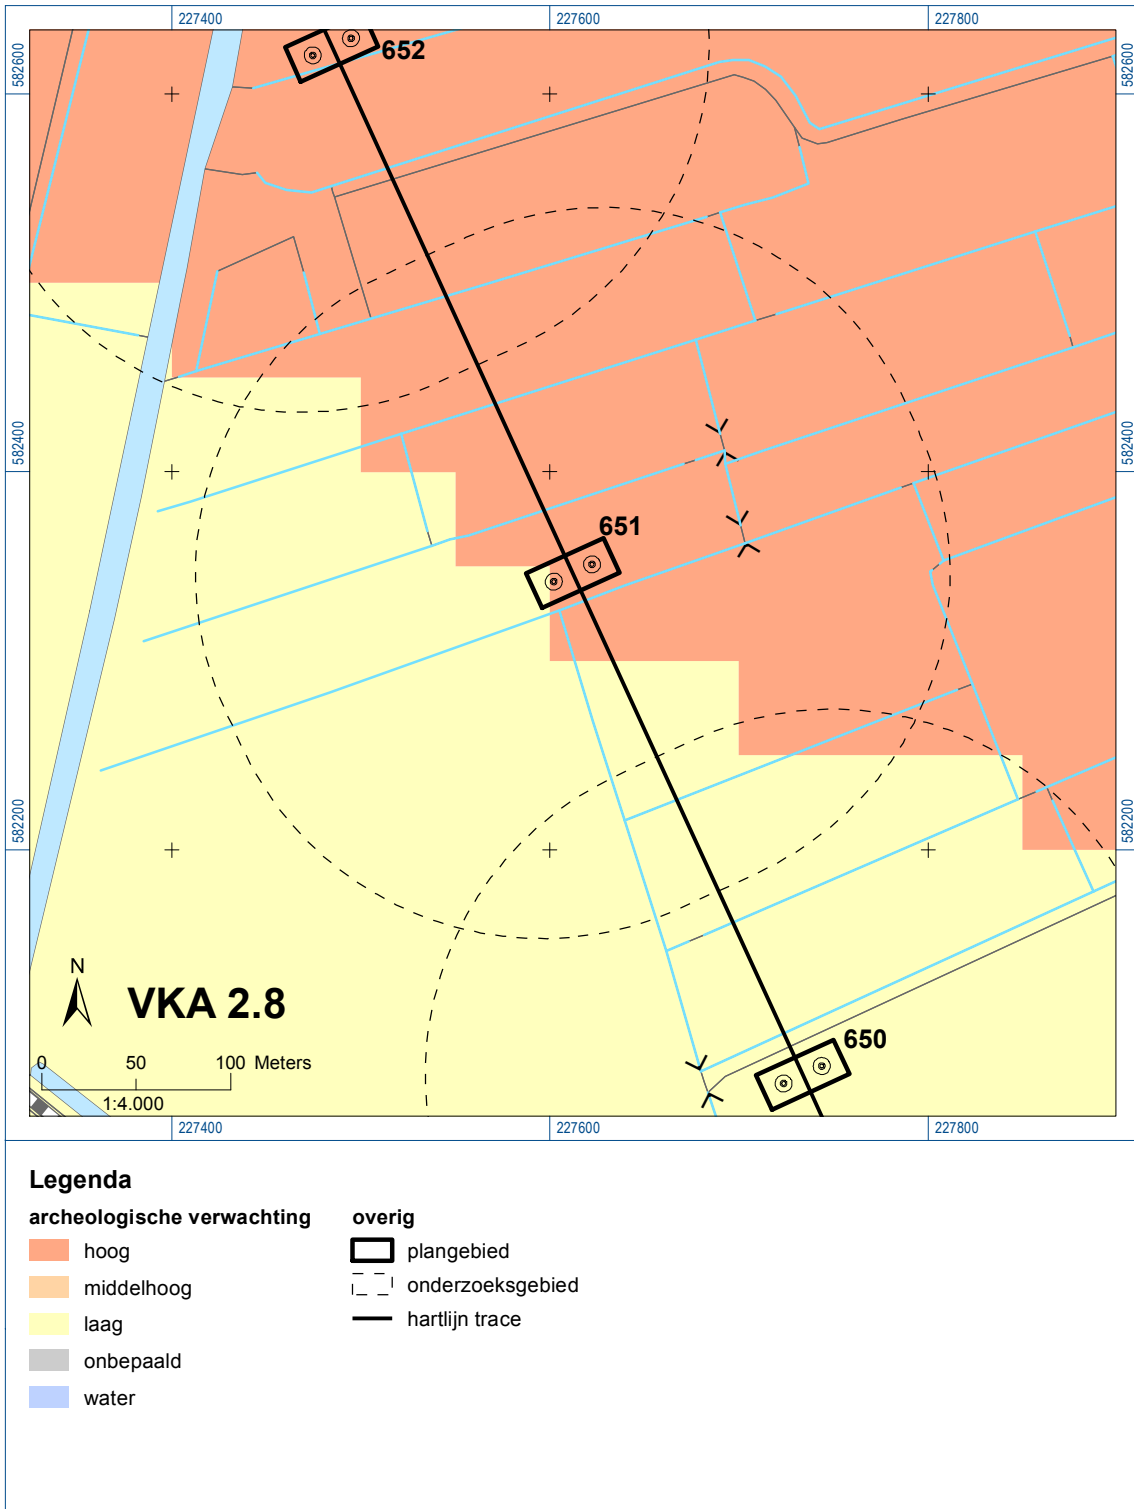 227400 227600 227800
582600 582600
652
582400 582400
651
582200 582200
N
VKA 2.8
650
0 50 100 Meters
1:4.000
227400 227600 227800
Legenda
archeologische verwachting
hoog
middelhoog
laag
onbepaald
water
overig
plangebied
onderzoeksgebied
hartlijn trace